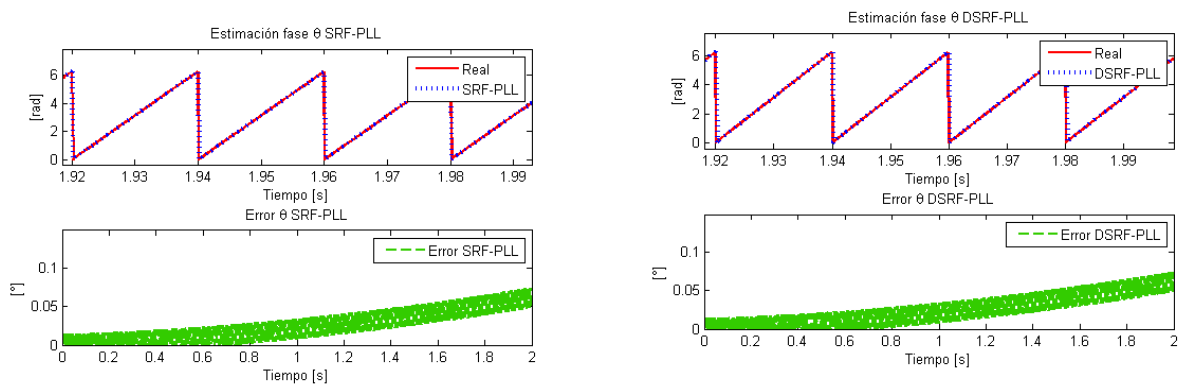 Estimación fase θ SRF-PLL
[rad]
6
4
2
0
Real
SRF-PLL
1.92 1.93 1.94 1.95 1.96 1.97 1.98 1.99
Tiempo [s]
Error θ SRF-PLL
[°]
0.1
0.05
0
Error SRF-PLL
0 0.2 0.4 0.6 0.8 1 1.2 1.4 1.6 1.8 2
Tiempo [s]
Estimación fase θ DSRF-PLL
[rad]
6
4
2
0
Real
DSRF-PLL
1.92 1.93 1.94 1.95 1.96 1.97 1.98 1.99
Tiempo [s]
Error θ DSRF-PLL
[°]
0.1
0.05
0
Error DSRF-PLL
0 0.2 0.4 0.6 0.8 1 1.2 1.4 1.6 1.8 2
Tiempo [s]